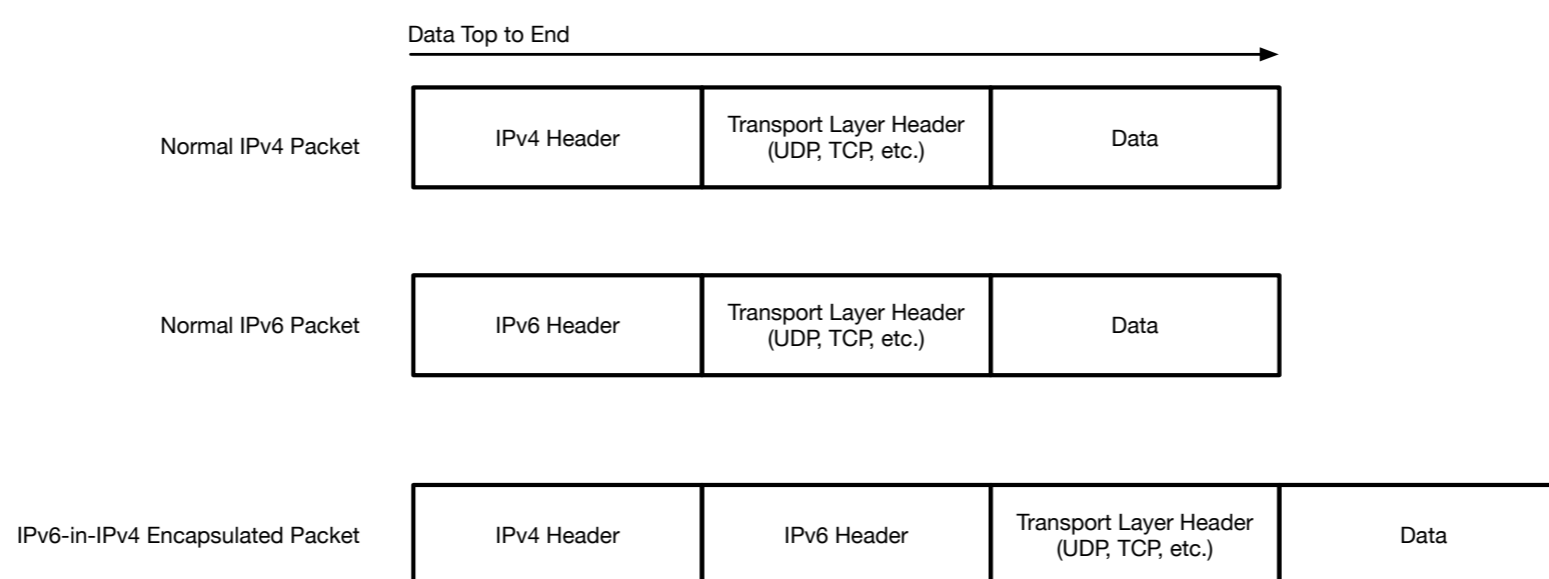 Data Top to End
Normal IPv4 Packet
IPv4 Header
Transport Layer Header
(UDP, TCP, etc.)
Data
Normal IPv6 Packet
IPv6 Header
Transport Layer Header
(UDP, TCP, etc.)
Data
IPv6-in-IPv4 Encapsulated Packet
IPv4 Header
IPv6 Header
Transport Layer Header
(UDP, TCP, etc.)
Data